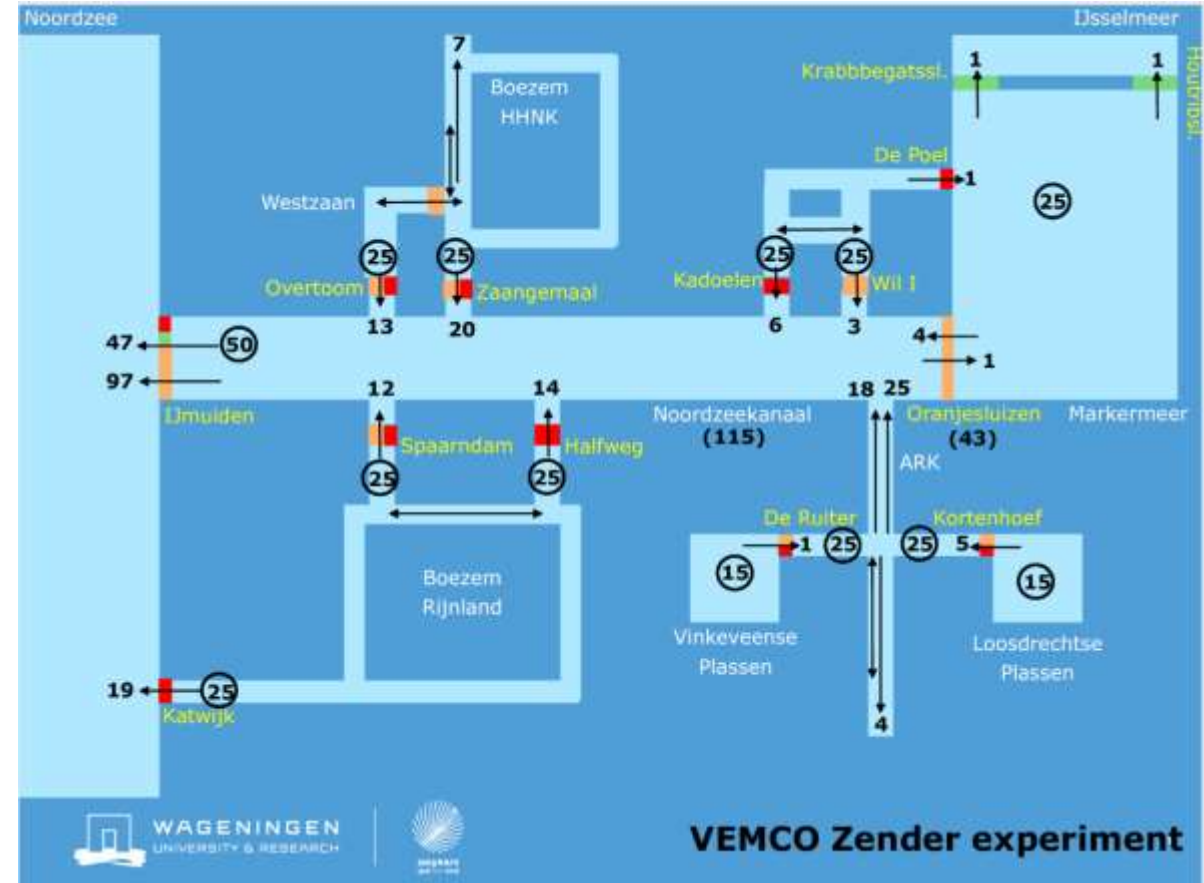 Noordzee
IJsselmeer
7
Krabbbegatssl.
1
1
Houtribsl.
Boezem
HHNK
De Poel
1
Westzaan
25
25
25
25
25
Overtoom
Zaangemaal
Kadoelen
Wil I
13
20
6
3
47
50
4
1
97
12
14
18
25
IJmuiden
Noordzeekanaal
(115)
Oranjesluizen
(43)
Markermeer
Spaarndam
Halfweg
ARK
25
25
De Ruiter
Kortenhoef
1
25
25
5
15
15
Boezem
Rijnland
Vinkeveense
Plassen
Loosdrechtse
Plassen
19
25
Katwijk
4
WAGENINGEN
UNIVERSITY & RESEARCH
VEMCO Zender experiment